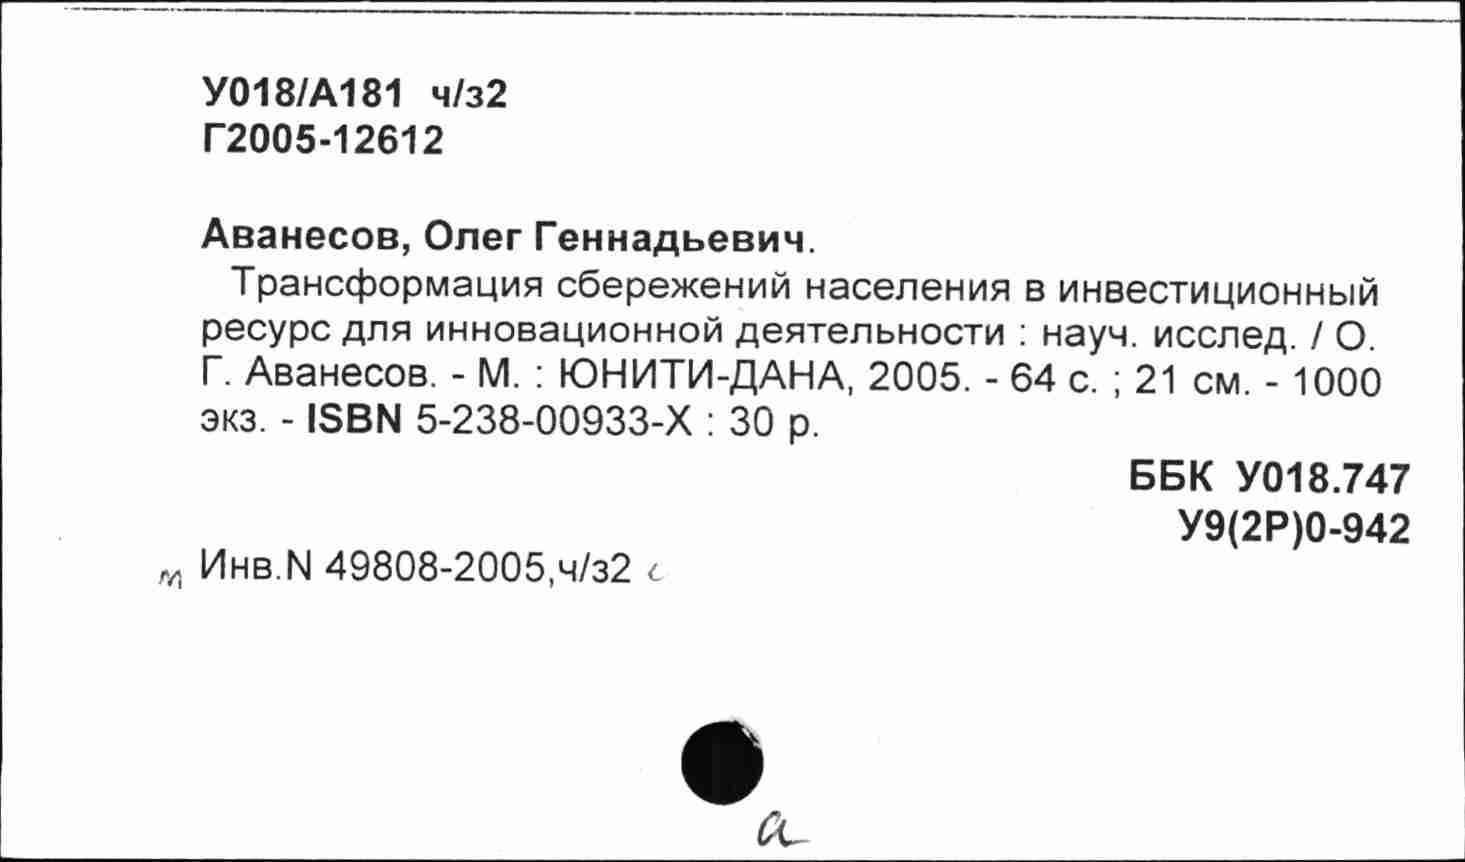 У018/А181 ч/з2
Г2005-12612
Аванесов, Олег Геннадьевич.
Трансформация сбережений населения в инвестиционный
ресурс для инновационной деятельности : науч. исслед. / О.
Г. Аванесов. - М. : ЮНИТИ-ДАНА, 2005. - 64 с. ; 21 см. - 1000
экз. - ISBN 5-238-00933-X : 30 р.
ББК У018.747
У9(2Р)0-942
м Инв.N 49808-2005,ч/з2 с
а